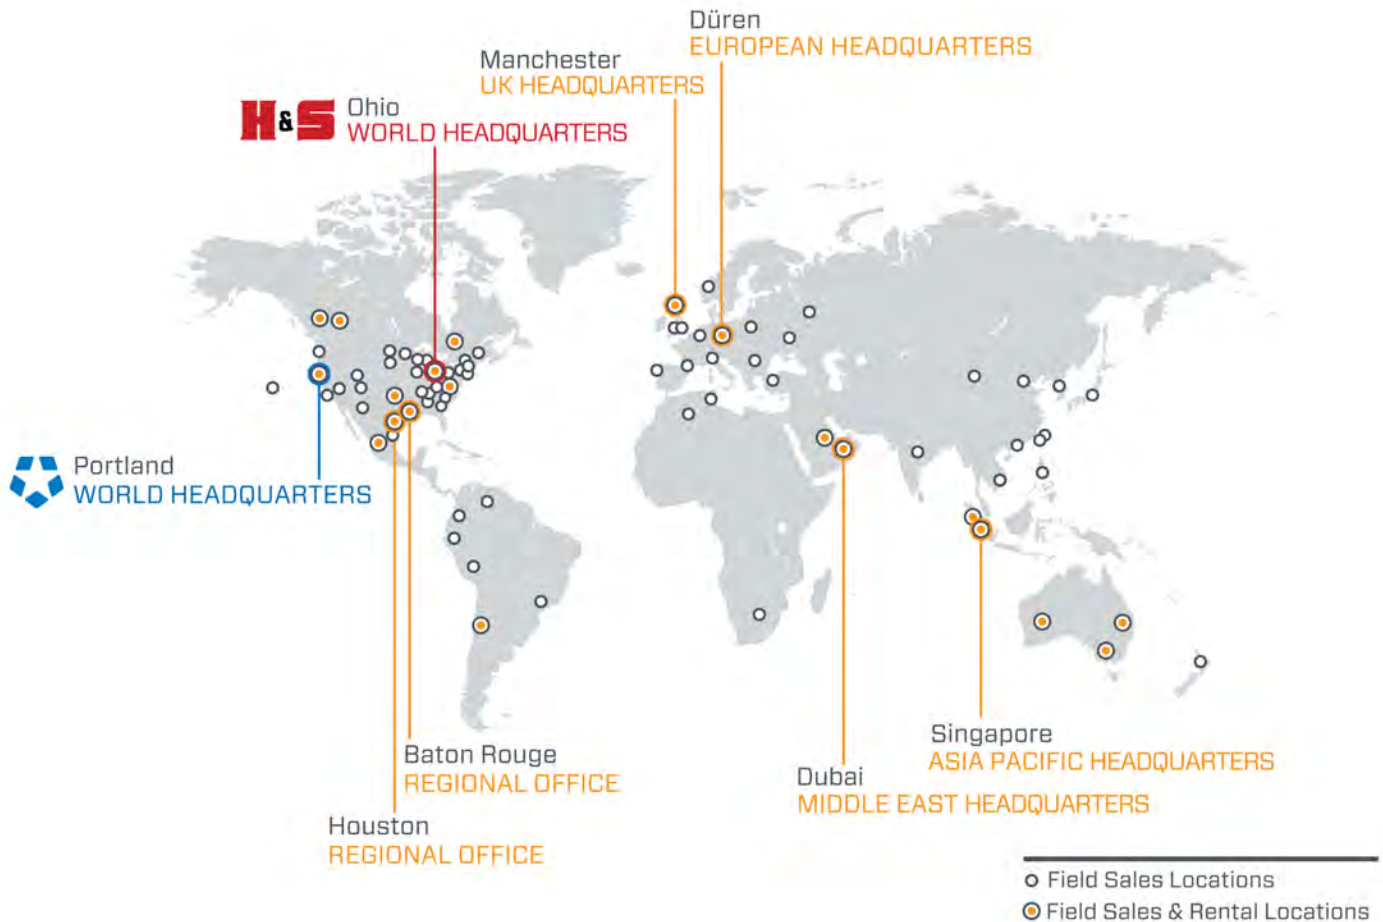 Düren
EUROPEAN HEADQUARTERS
Manchester
UK HEADQUARTERS
H&S
Ohio
WORLD HEADQUARTERS
Portland
WORLD HEADQUARTERS
Baton Rouge
REGIONAL OFFICE
Houston
REGIONAL OFFICE
Singapore
ASIA PACIFIC HEADQUARTERS
Dubai
MIDDLE EAST HEADQUARTERS
Field Sales Locations
Field Sales & Rental Locations